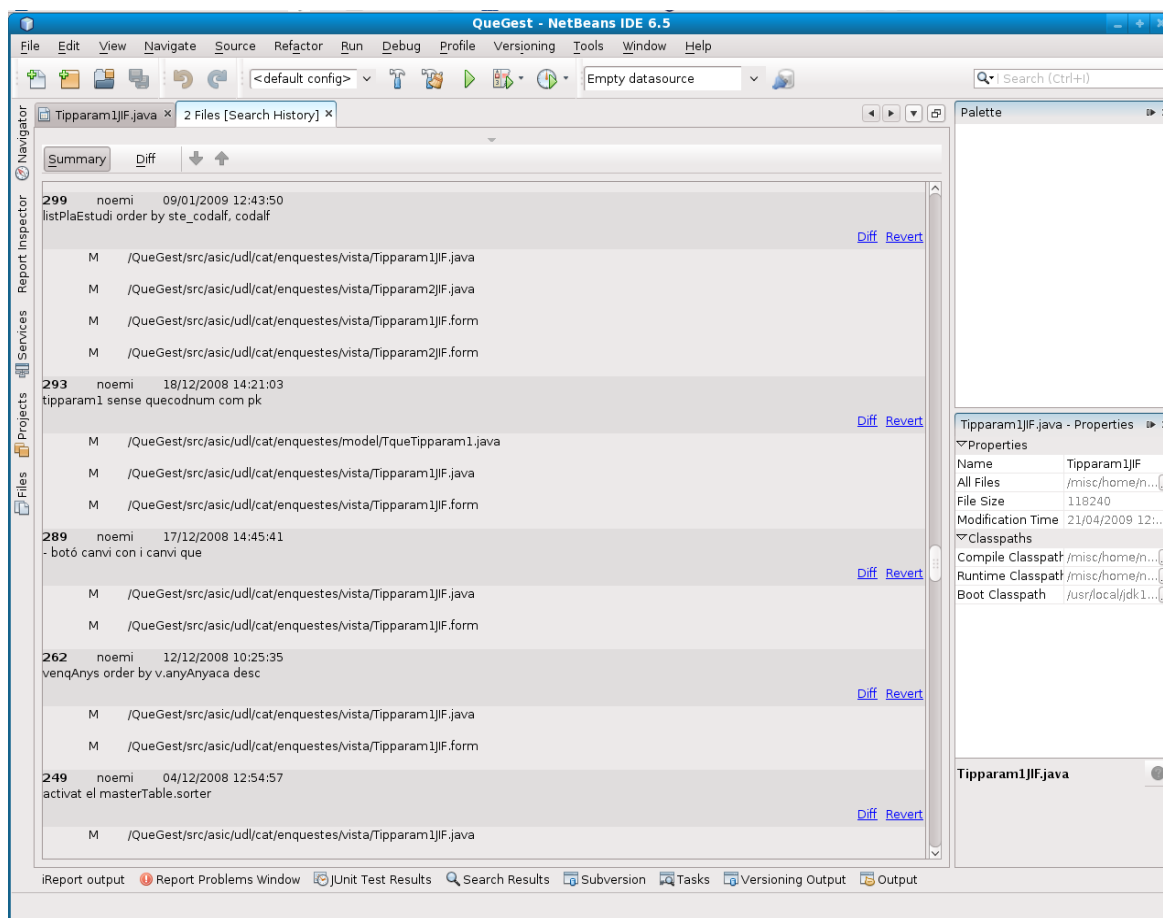 QueGest - NetBeans IDE 6.5
File Edit View Navigate Source Refactor Run Debug Profile Versioning Tools Window Help
<default config> Empty datasource Search (Ctrl+I)
Navigator
Report Inspector
Services
Projects
Files
Tipparam1JIF.java 2 Files [Search History]
Summary Diff
299 noemi 09/01/2009 12:43:50
listPlaEstudi order by ste_codalf, codalf
Diff Revert
M /QueGest/src/asic/udl/cat/enquestes/vista/Tipparam1JIF.java
M /QueGest/src/asic/udl/cat/enquestes/vista/Tipparam2JIF.java
M /QueGest/src/asic/udl/cat/enquestes/vista/Tipparam1JIF.form
M /QueGest/src/asic/udl/cat/enquestes/vista/Tipparam2JIF.form
293 noemi 18/12/2008 14:21:03
tipparam1 sense quecodnum com pk
Diff Revert
M /QueGest/src/asic/udl/cat/enquestes/model/TqueTipparam1.java
M /QueGest/src/asic/udl/cat/enquestes/vista/Tipparam1JIF.java
M /QueGest/src/asic/udl/cat/enquestes/vista/Tipparam1JIF.form
289 noemi 17/12/2008 14:45:41
- botó canvi con i canvi que
Diff Revert
M /QueGest/src/asic/udl/cat/enquestes/vista/Tipparam1JIF.java
M /QueGest/src/asic/udl/cat/enquestes/vista/Tipparam1JIF.form
262 noemi 12/12/2008 10:25:35
venqAnys order by v.anyAnyaca desc
Diff Revert
M /QueGest/src/asic/udl/cat/enquestes/vista/Tipparam1JIF.java
M /QueGest/src/asic/udl/cat/enquestes/vista/Tipparam1JIF.form
249 noemi 04/12/2008 12:54:57
activat el masterTable.sorter
Diff Revert
M /QueGest/src/asic/udl/cat/enquestes/vista/Tipparam1JIF.java
Palette
Tipparam1JIF.java - Properties
Properties
Name Tipparam1JIF
All Files /misc/home/n...
File Size 118240
Modification Time 21/04/2009 12:...
Classpaths
Compile Classpath /misc/home/n...
Runtime Classpath /misc/home/n...
Boot Classpath /usr/local/jdk1...
Tipparam1JIF.java
iReport output Report Problems Window JUnit Test Results Search Results Subversion Tasks Versioning Output Output